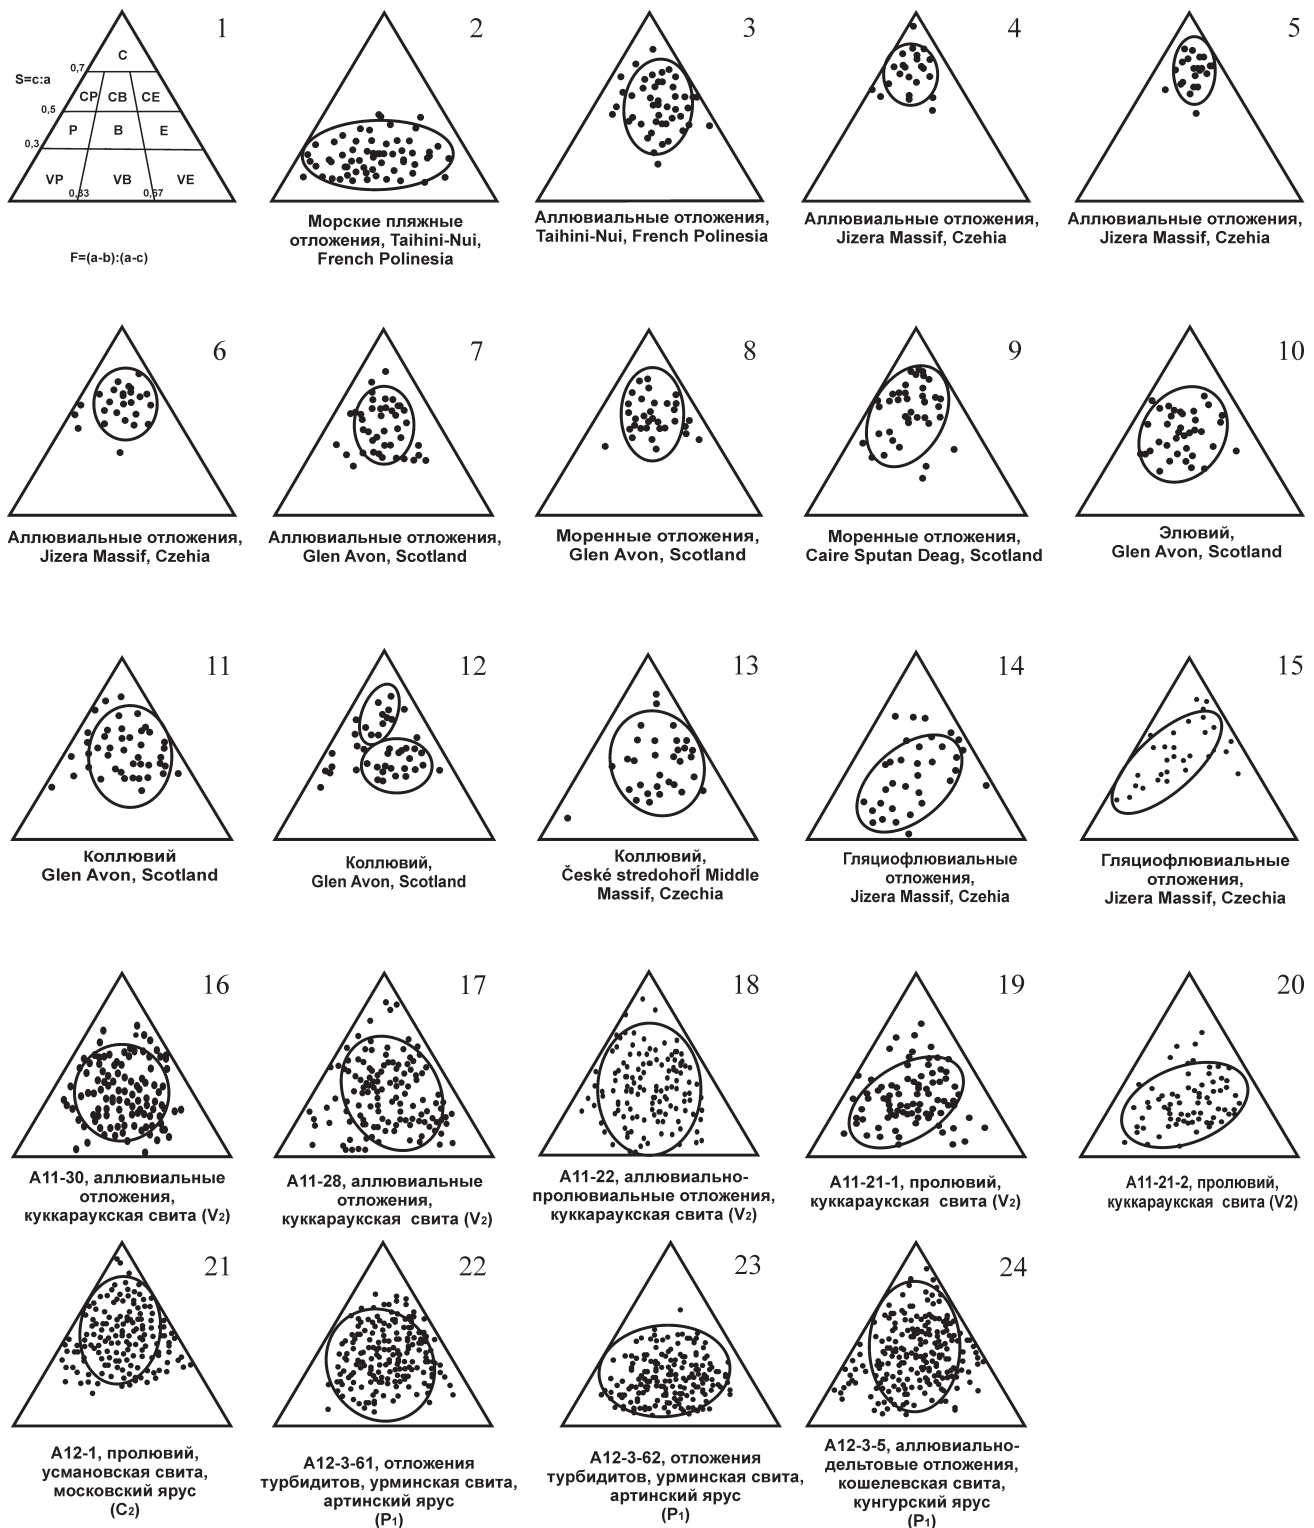 1
C
0,7
S=c:a
CP CB CE
0,5
P B E
0,3
VP VB VE
0,33 0,67
F=(a-b):(a-c)
2
Морские пляжные
отложения, Taihini-Nui,
French Polinesia
3
Аллювиальные отложения,
Taihini-Nui, French Polinesia
4
Аллювиальные отложения,
Jizera Massif, Czehia
5
Аллювиальные отложения,
Jizera Massif, Czehia
6
Аллювиальные отложения,
Jizera Massif, Czehia
7
Аллювиальные отложения,
Glen Avon, Scotland
8
Моренные отложения,
Glen Avon, Scotland
9
Моренные отложения,
Caire Sputan Deag, Scotland
10
Элювий,
Glen Avon, Scotland
11
Коллювий
Glen Avon, Scotland
12
Коллювий,
Glen Avon, Scotland
13
Коллювий,
České stredohoří Middle
Massif, Czechia
14
Гляциофлювиальные
отложения,
Jizera Massif, Czehia
15
Гляциофлювиальные
отложения,
Jizera Massif, Czechia
16
А11-30, аллювиальные
отложения,
куккараукская свита (V2)
17
А11-28, аллювиальные
отложения,
куккараукская свита (V2)
18
А11-22, аллювиально-
пролювиальные отложения,
куккараукская свита (V2)
19
А11-21-1, пролювий,
куккараукская свита (V2)
20
А11-21-2, пролювий,
куккараукская свита (V2)
21
А12-1, пролювий,
усмановская свита,
московский ярус
(C2)
22
А12-3-61, отложения
турбидитов, урминская свита,
артинский ярус
(P1)
23
А12-3-62, отложения
турбидитов, урминская свита,
артинский ярус
(P1)
24
А12-3-5, аллювиально-
дельтовые отложения,
кошелевская свита,
кунгурский ярус
(P1)